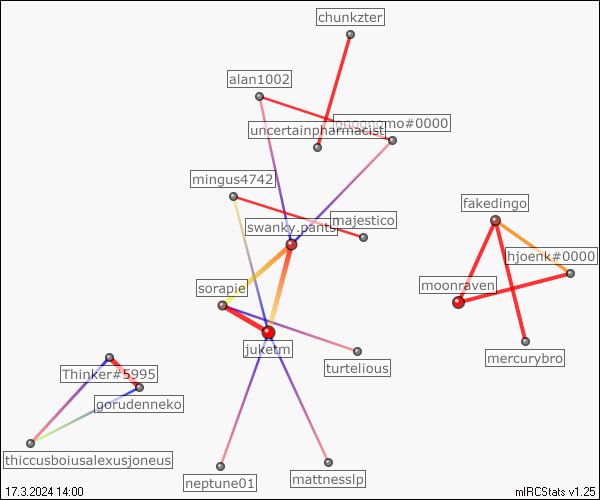 chunkzter
alan1002
#0000
uncertainpharmacist
mingus4742
majestico
swanky.pants
fakedingo
hjoenk#0000
moonraven
sorapie
juketm
turtelious
mercurybro
Thinker#5995
gorudenneko
thiccusboiusalexusjoneus
neptune01
mattnesslp
17.3.2024 14:00
mIRCStats v1.25